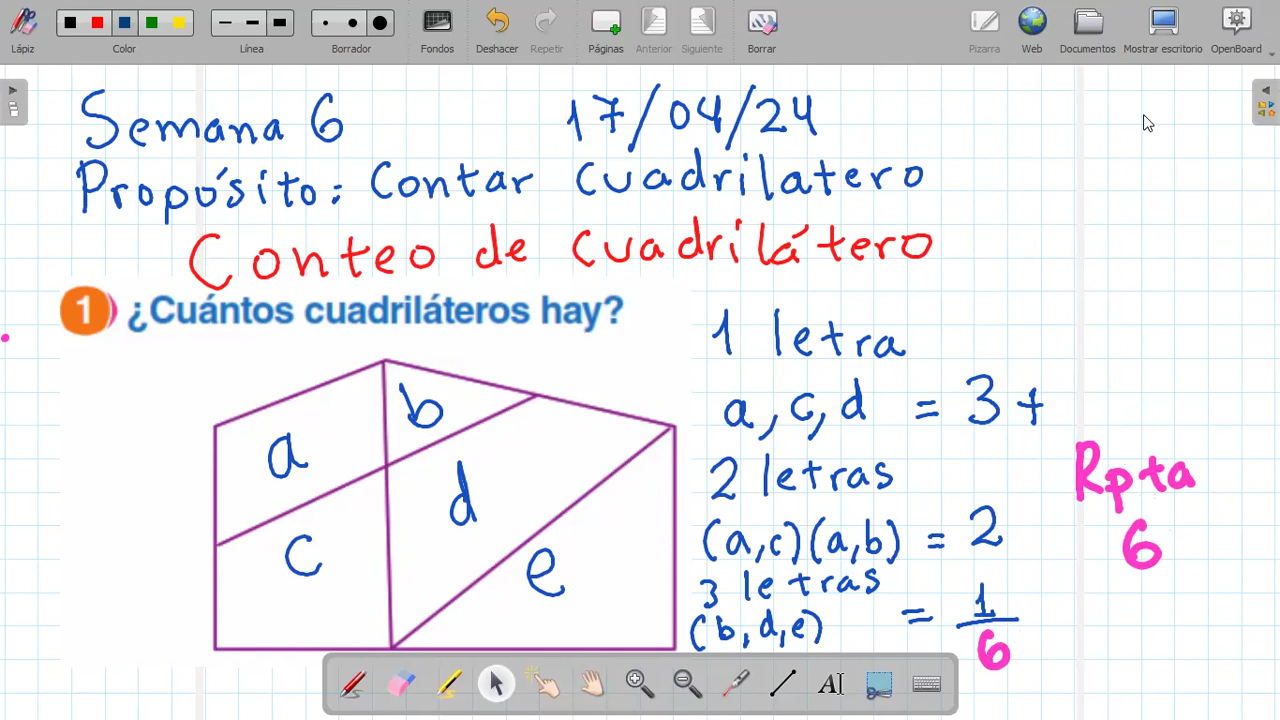 Lápiz
Color
Línea
Borrador
Fondos
Deshacer
Repetir
Páginas
Anterior
Siguiente
Borrar
Pizarra
Web
Documentos
Mostrar escritorio
OpenBoard
Semana 6
17/04/24
Propósito: Contar cuadrilatero
Conteo de cuadrilátero
1 ¿Cuántos cuadriláteros hay?
a
b
c
d
e
1 letra
a, c, d = 3 +
2 letras
(a,c)(a,b) = 2
3 letras
(b,d,e) = 1
6
Rpta
6
AI